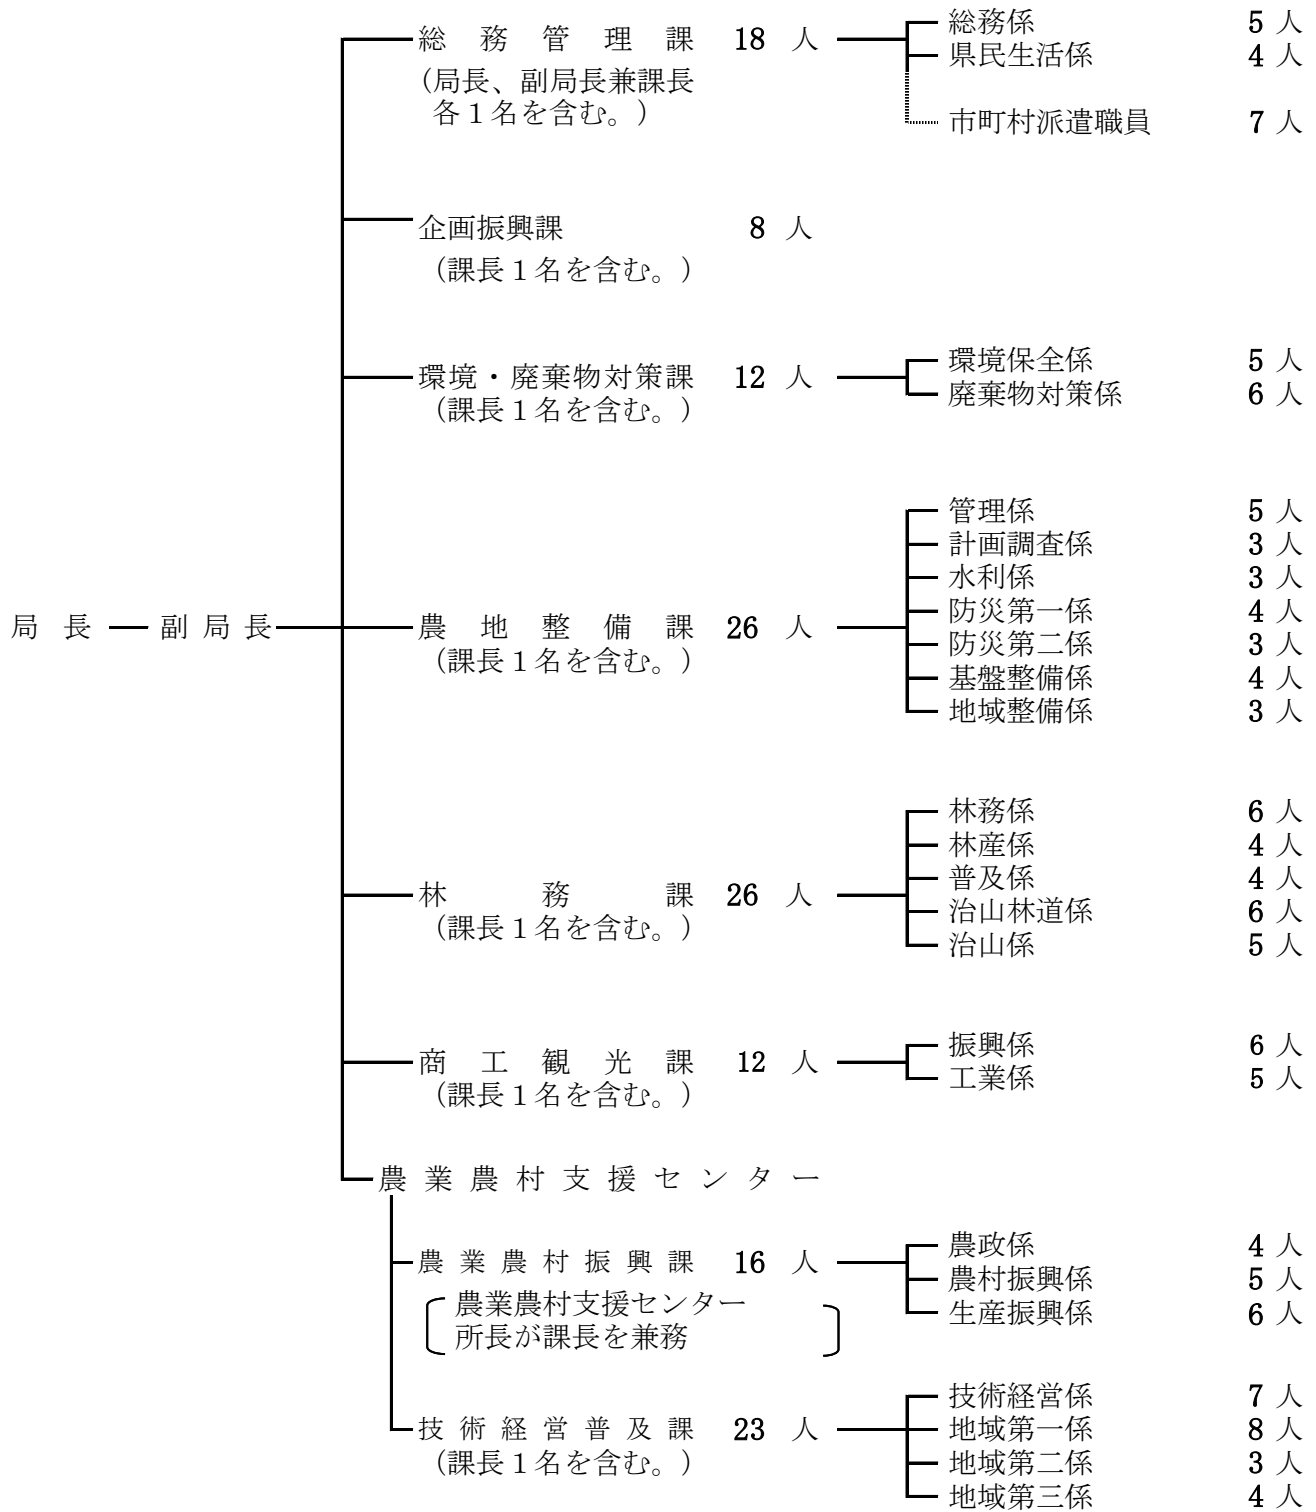 総務管理課 18 人
(局長、副局長兼課長
各１名を含む。)
総務係 5 人
県民生活係 4 人
市町村派遣職員 7 人
企画振興課 8 人
(課長１名を含む。)
環境・廃棄物対策課 12 人
(課長１名を含む。)
環境保全係 5 人
廃棄物対策係 6 人
局長 副局長
農地整備課 26 人
(課長１名を含む。)
管理係 5 人
計画調査係 3 人
水利係 3 人
防災第一係 4 人
防災第二係 3 人
基盤整備係 4 人
地域整備係 3 人
林務課 26 人
(課長１名を含む。)
林務係 6 人
林産係 4 人
普及係 4 人
治山林道係 6 人
治山係 5 人
商工観光課 12 人
(課長１名を含む。)
振興係 6 人
工業係 5 人
農業農村支援センター
農業農村振興課 16 人
農業農村支援センター
所長が課長を兼務
農政係 4 人
農村振興係 5 人
生産振興係 6 人
技術経営普及課 23 人
(課長１名を含む。)
技術経営係 7 人
地域第一係 8 人
地域第二係 3 人
地域第三係 4 人